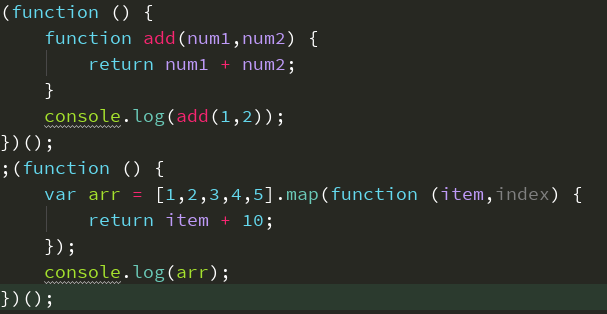 (function () {
    function add(num1,num2) {
        return num1 + num2;
    }
    console.log(add(1,2));
})();
;(function () {
    var arr = [1,2,3,4,5].map(function (item,index) {
        return item + 10;
    });
    console.log(arr);
})();